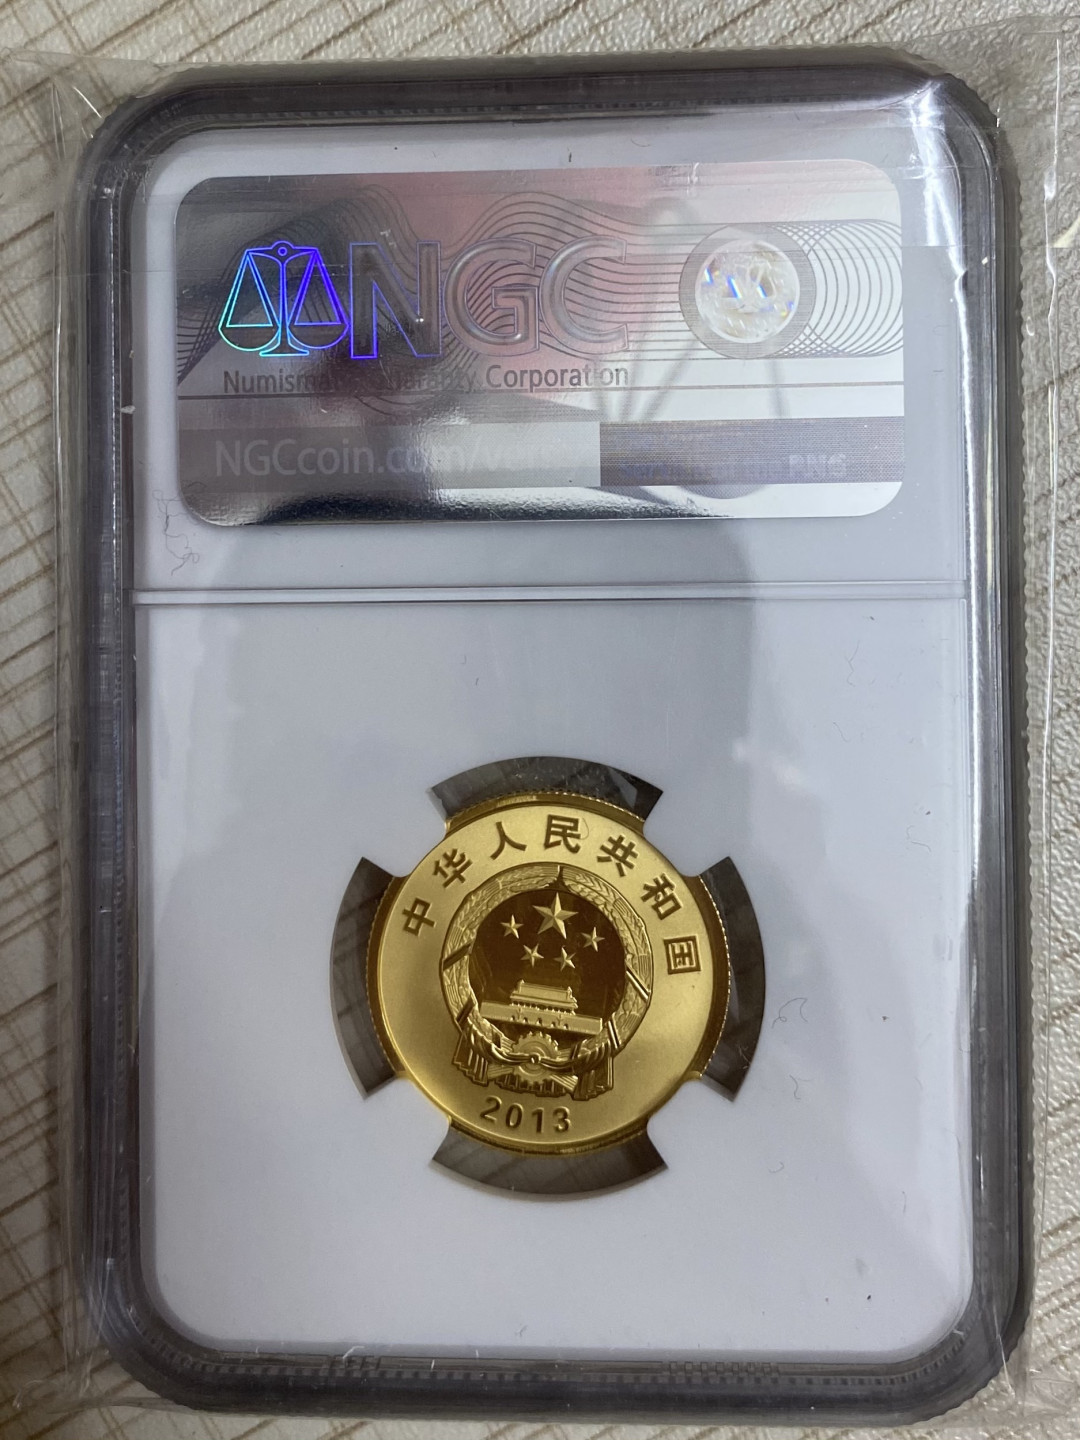 NGC
Numismatic Guaranty Corporation
NGCcoin.com/
中华人民共和国
2013